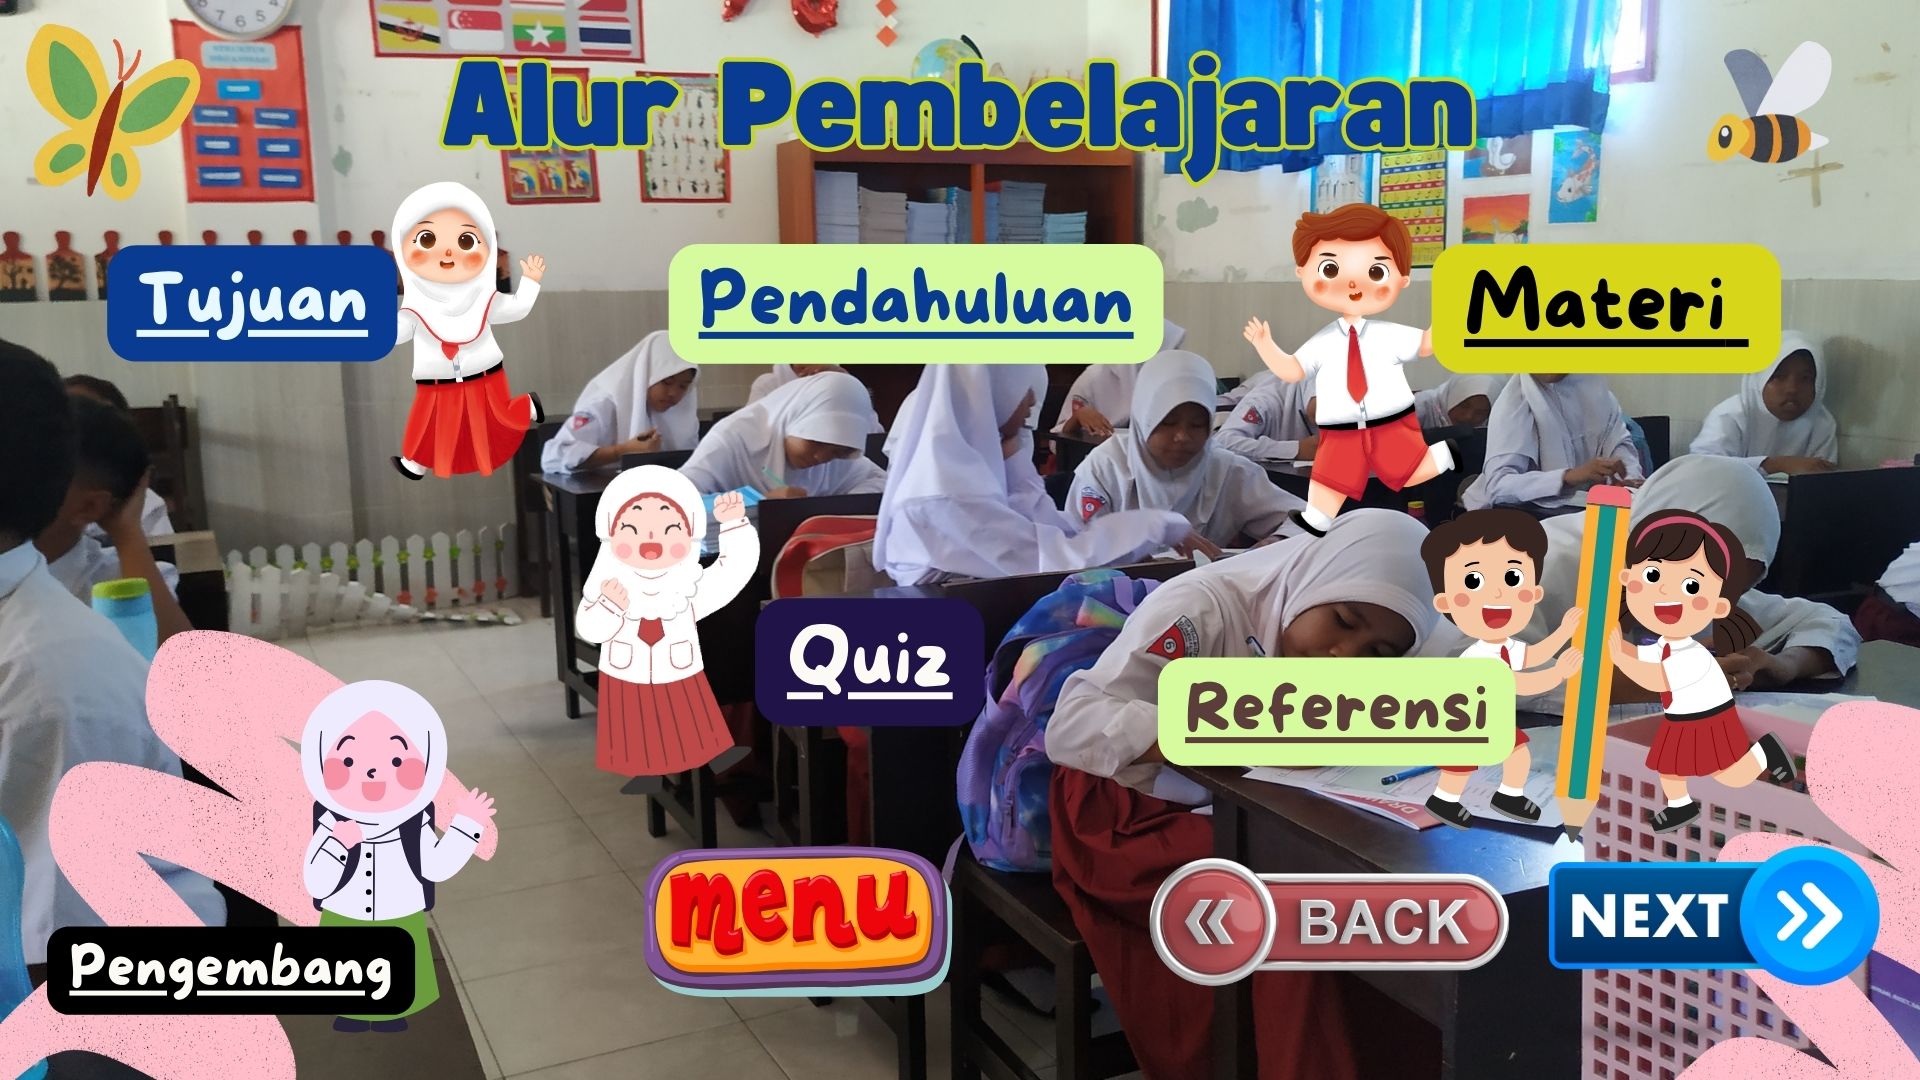 Alur Pembelajaran
Tujuan
Pendahuluan
Materi
Quiz
Referensi
Pengembang
menu
BACK
NEXT